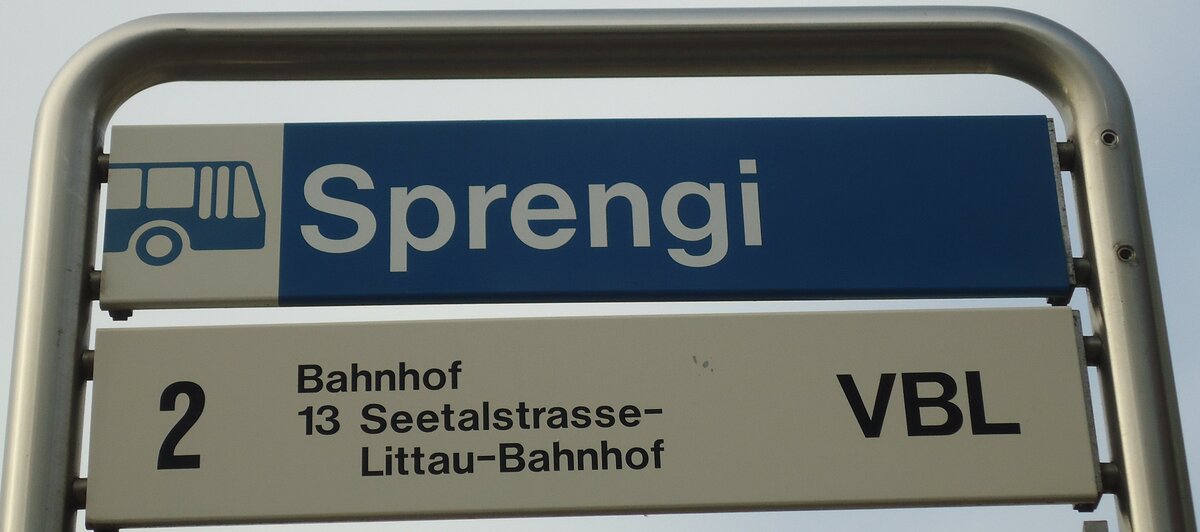 Sprengi
2 Bahnhof VBL
13 Seetalstrasse-
Littau-Bahnhof